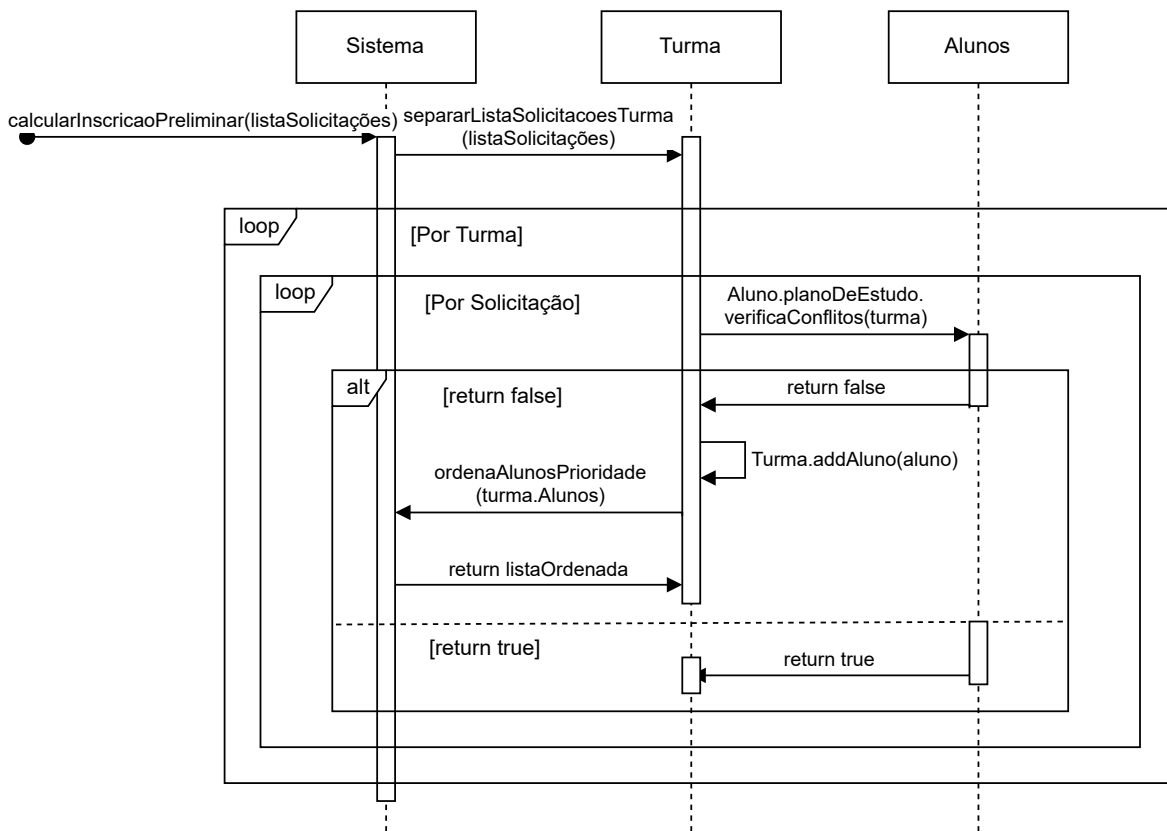 Sistema
Turma
Alunos
calcularInscricaoPreliminar(listaSolicitações)
separarListaSolicitacoesTurma
(listaSolicitações)
loop
[Por Turma]
loop
[Por Solicitação]
Aluno.planoDeEstudo.
verificaConflitos(turma)
alt
[return false]
return false
Turma.addAluno(aluno)
ordenaAlunosPrioridade
(turma.Alunos)
return listaOrdenada
[return true]
return true